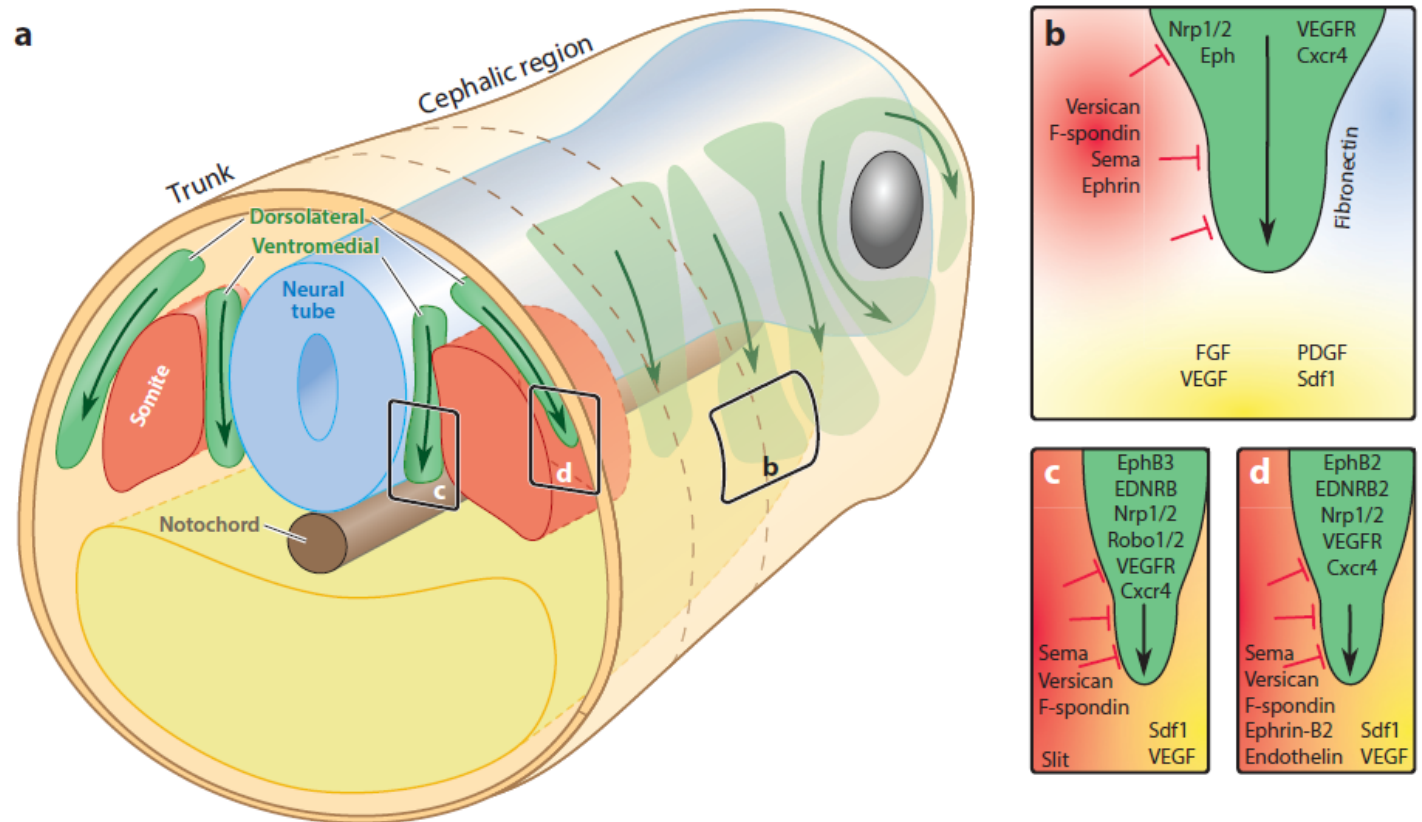 a
Cephalic region
Trunk
Dorsolateral
Ventromedial
Neural
tube
Somite
Notochord
c
d
b
b
Nrp1/2
Eph
VEGFR
Cxcr4
Versican
F-spondin
Sema
Ephrin
Fibronectin
FGF
VEGF
PDGF
Sdf1
c
EphB3
EDNRB
Nrp1/2
Robo1/2
VEGFR
Cxcr4
Sema
Versican
F-spondin
Slit
Sdf1
VEGF
d
EphB2
EDNRB2
Nrp1/2
VEGFR
Cxcr4
Sema
Versican
F-spondin
Ephrin-B2
Endothelin
Sdf1
VEGF